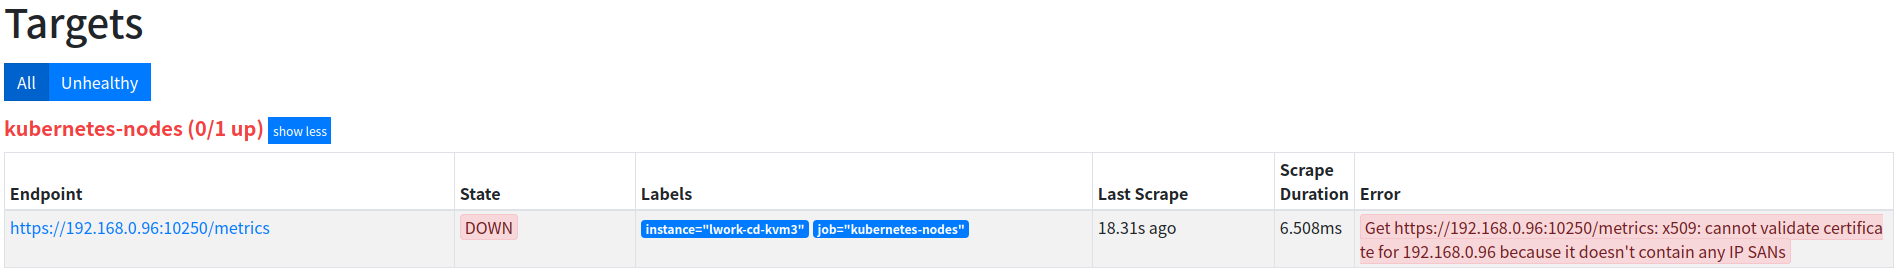 Targets
All Unhealthy
kubernetes-nodes (0/1 up) show less
Endpoint State Labels Last Scrape Scrape Duration Error
https://192.168.0.96:10250/metrics DOWN instance="lwork-cd-kvm3" job="kubernetes-nodes" 18.31s ago 6.508ms Get https://192.168.0.96:10250/metrics: x509: cannot validate certifica
te for 192.168.0.96 because it doesn't contain any IP SANs